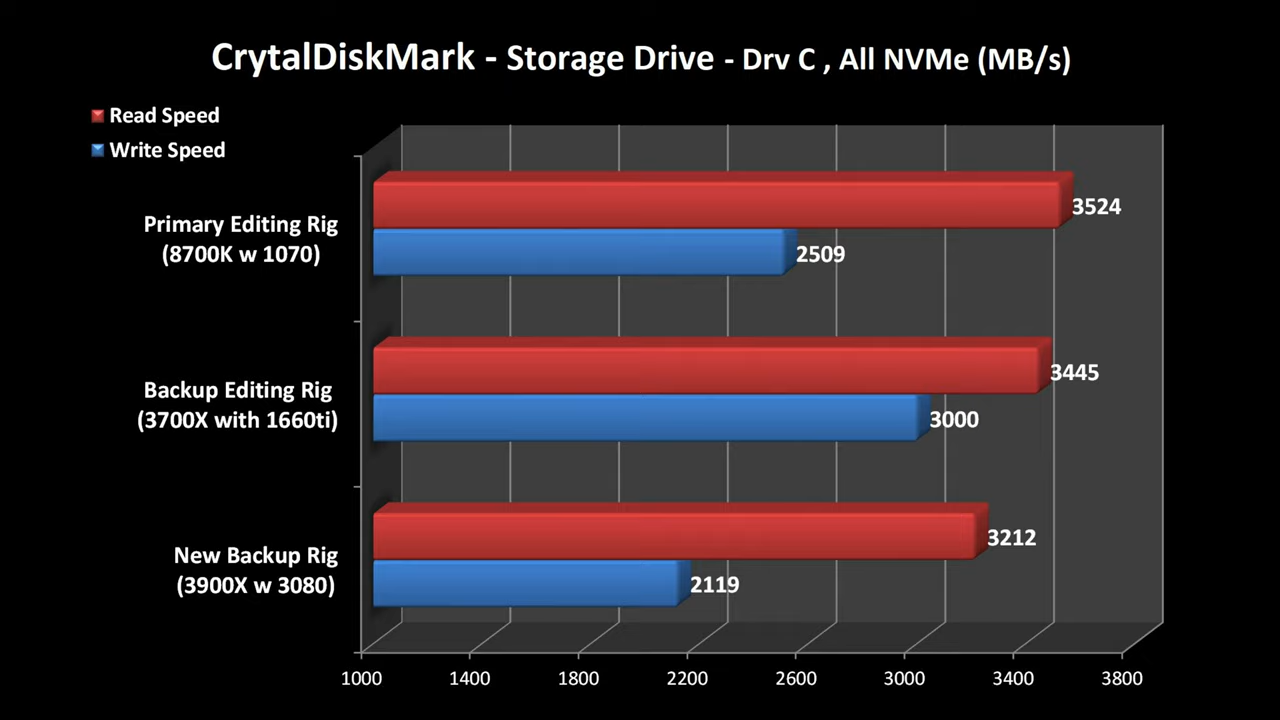 CrytalDiskMark - Storage Drive - Drv C , All NVMe (MB/s)
Read Speed
Write Speed
Primary Editing Rig
(8700K w 1070)
3524
2509
Backup Editing Rig
(3700X with 1660ti)
3445
3000
New Backup Rig
(3900X w 3080)
3212
2119
1000 1400 1800 2200 2600 3000 3400 3800